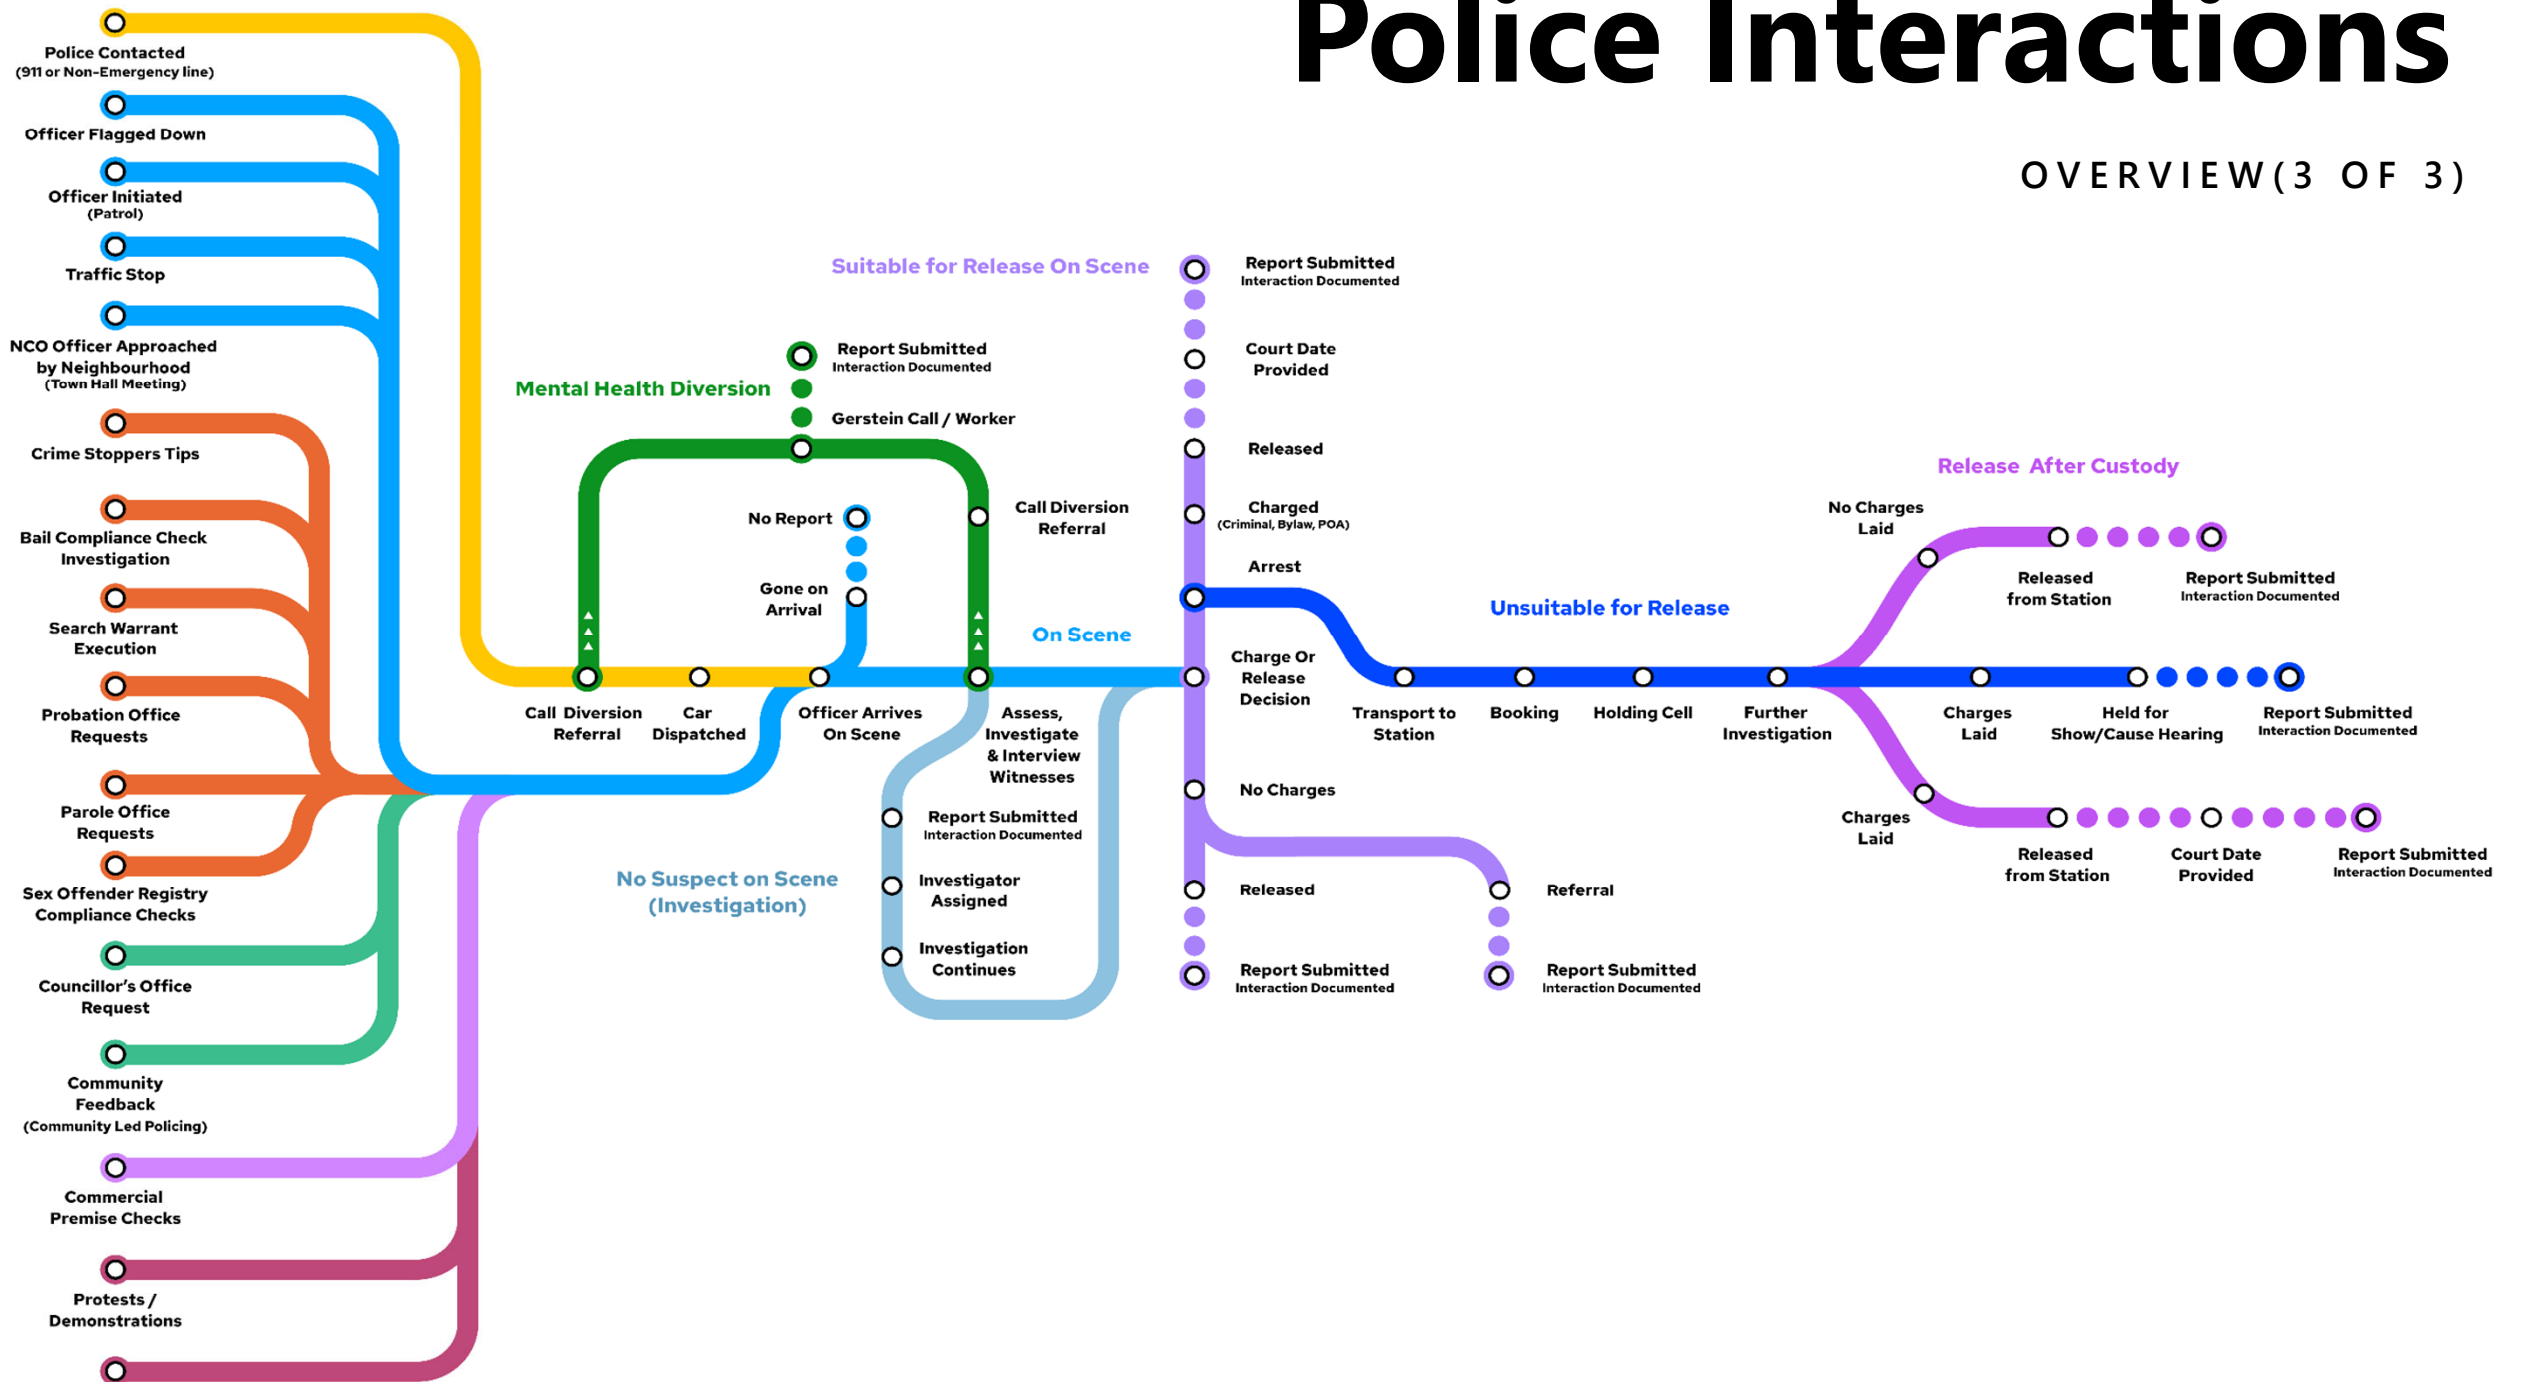 Police Interactions
OVERVIEW(3 OF 3)
Police Contacted
(911 or Non-Emergency line)
Officer Flagged Down
Officer Initiated
(Patrol)
Traffic Stop
NCO Officer Approached
by Neighbourhood
(Town Hall Meeting)
Crime Stoppers Tips
Bail Compliance Check
Investigation
Search Warrant
Execution
Probation Office
Requests
Parole Office
Requests
Sex Offender Registry
Compliance Checks
Councillor's Office
Request
Community
Feedback
(Community Led Policing)
Commercial
Premise Checks
Protests /
Demonstrations
Mental Health Diversion
Report Submitted
Interaction Documented
Gerstein Call / Worker
Call Diversion
Referral
No Report
Gone on
Arrival
On Scene
Call Diversion
Referral
Car
Dispatched
Officer Arrives
On Scene
Assess,
Investigate
& Interview
Witnesses
No Suspect on Scene
(Investigation)
Report Submitted
Interaction Documented
Investigator
Assigned
Investigation
Continues
Suitable for Release On Scene
Report Submitted
Interaction Documented
Court Date
Provided
Released
Charged
(Criminal, Bylaw, POA)
Arrest
Charge Or
Release
Decision
No Charges
Released
Report Submitted
Interaction Documented
Referral
Report Submitted
Interaction Documented
Unsuitable for Release
Transport to
Station
Booking
Holding Cell
Further
Investigation
Charges
Laid
Held for
Show/Cause Hearing
Report Submitted
Interaction Documented
Release After Custody
No Charges
Laid
Released
from Station
Report Submitted
Interaction Documented
Charges
Laid
Released
from Station
Court Date
Provided
Report Submitted
Interaction Documented